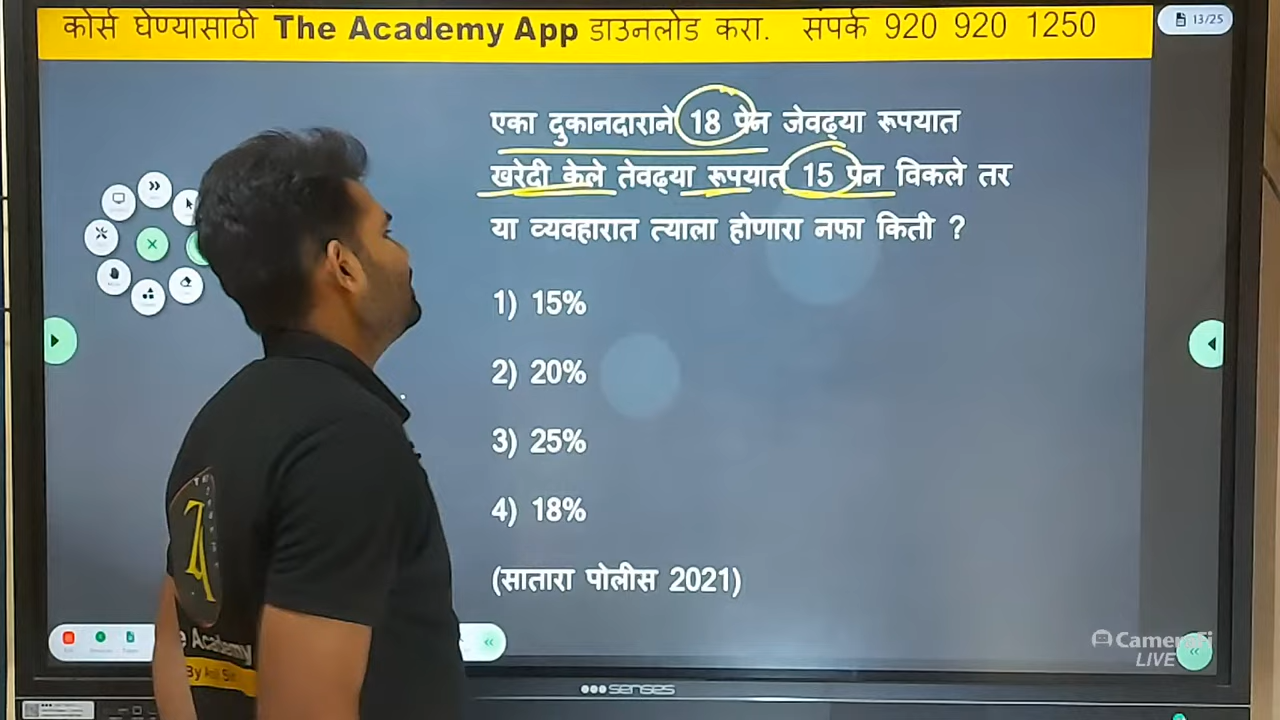 कोर्स घेण्यासाठी The Academy App डाउनलोड करा. संपर्क 920 920 1250
13/25
एका दुकानदाराने 18 पेन जेवढ्या रूपयात
खरेदी केले तेवढ्या रूपयात 15 पेन विकले तर
या व्यवहारात त्याला होणारा नफा किती ?
1) 15%
2) 20%
3) 25%
4) 18%
(सातारा पोलीस 2021)
Academy
LIVE
senses